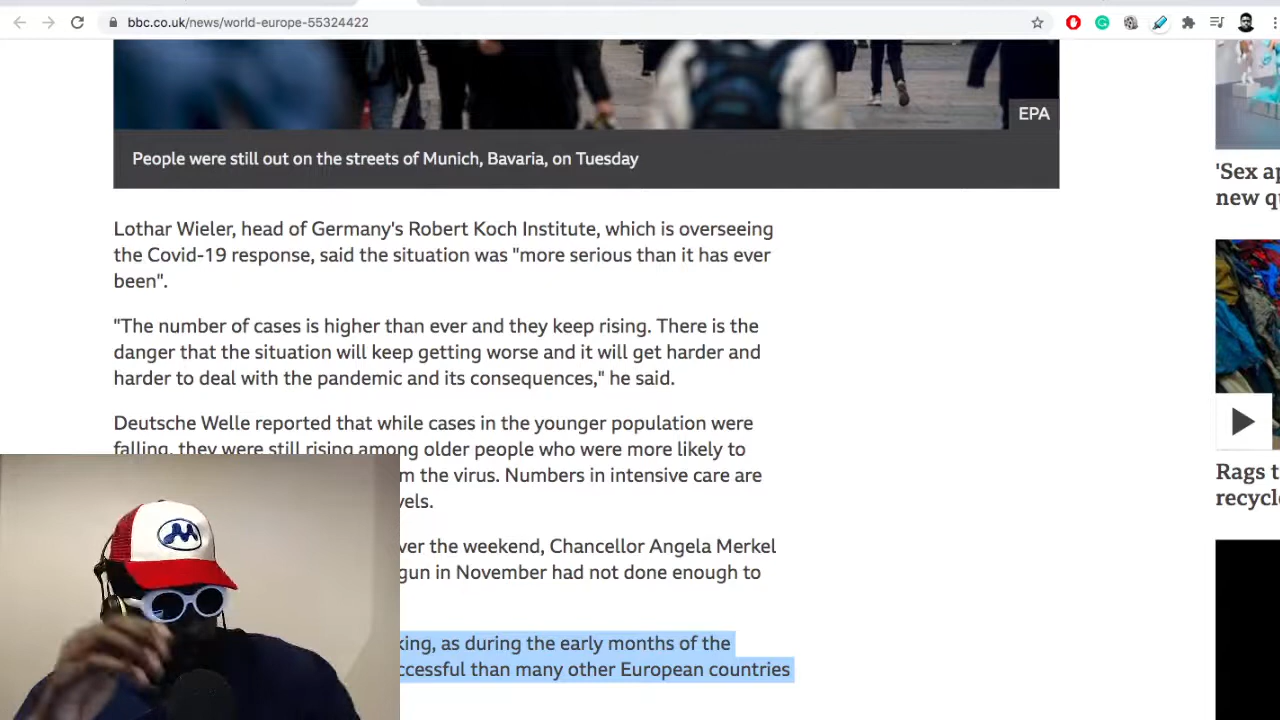 bbc.co.uk/news/world-europe-55324422
EPA
People were still out on the streets of Munich, Bavaria, on Tuesday
'Sex ap
new qu
Lothar Wieler, head of Germany's Robert Koch Institute, which is overseeing
the Covid-19 response, said the situation was "more serious than it has ever
been".
"The number of cases is higher than ever and they keep rising. There is the
danger that the situation will keep getting worse and it will get harder and
harder to deal with the pandemic and its consequences," he said.
Deutsche Welle reported that while cases in the younger population were
falling, they were still rising among older people who were more likely to
m the virus. Numbers in intensive care are
vels.
Rags t
recycl
ver the weekend, Chancellor Angela Merkel
gun in November had not done enough to
king, as during the early months of the
ccessful than many other European countries
M